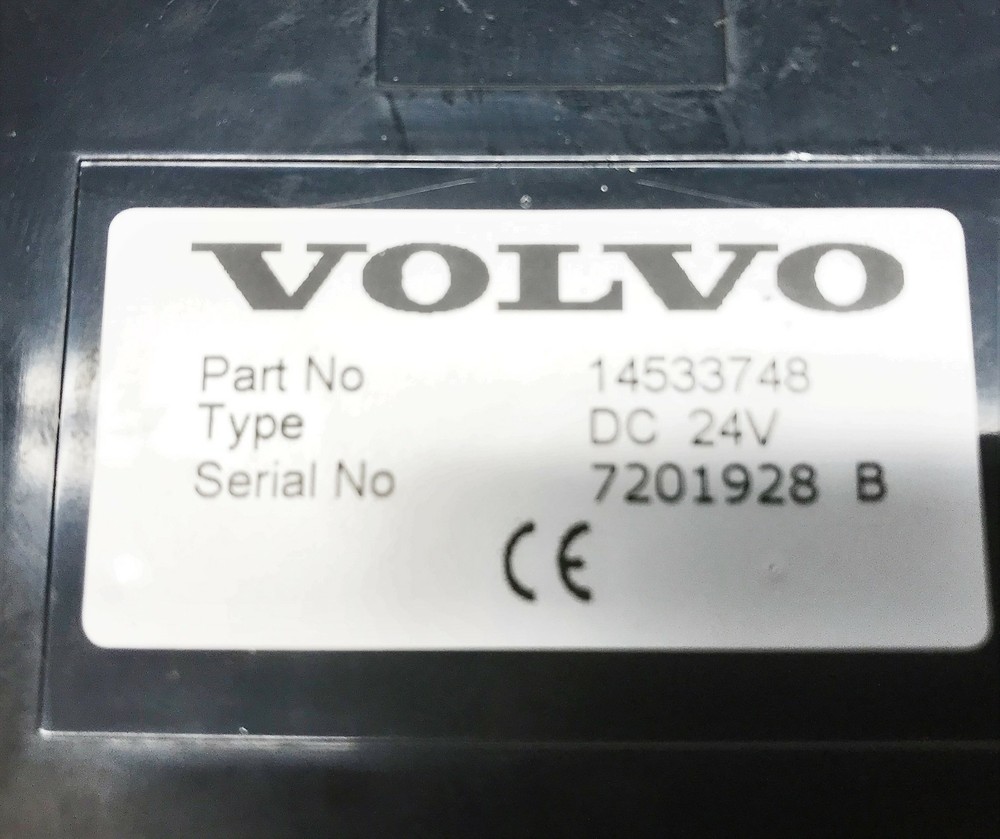 VOLVO
Part No 14533748
Type DC 24V
Serial No 7201928 B
CE